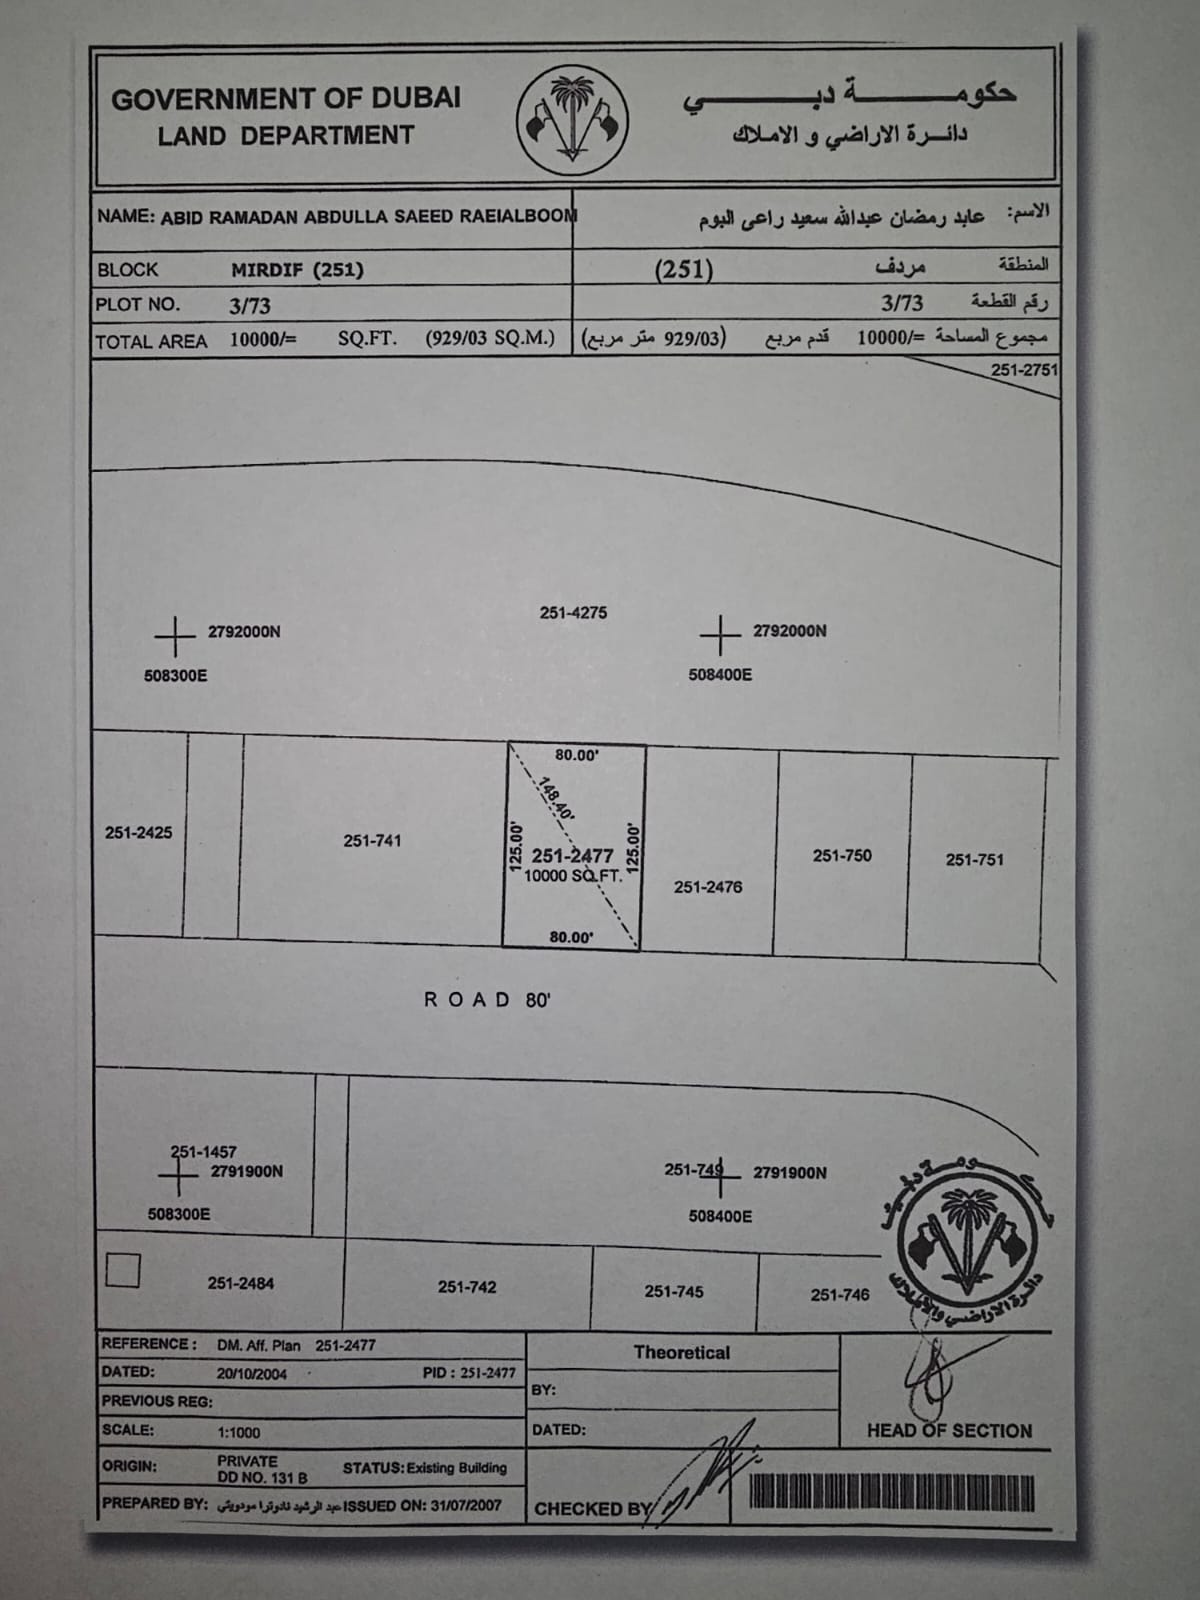 GOVERNMENT OF DUBAI
LAND DEPARTMENT
حكومـــــة دبـــــي
دائـرة الاراضي و الاملاك
NAME: ABID RAMADAN ABDULLA SAEED RAEIALBOOM
الاسم: عابد رمضان عبدالله سعيد راعى البوم
BLOCK MIRDIF (251)
المنطقة مردف (251)
PLOT NO. 3/73
رقم القطعة 3/73
TOTAL AREA 10000/= SQ.FT. (929/03 SQ.M.)
مجموع المساحة 10000/= قدم مربع (929/03 متر مربع)
251-2751
251-4275
2792000N
508300E
2792000N
508400E
80.00'
148.40'
125.00'
125.00'
251-2425
251-741
251-2477
10000 SQ.FT.
80.00'
251-2476
251-750
251-751
ROAD 80'
251-1457
2791900N
508300E
251-749
2791900N
508400E
251-2484
251-742
251-745
251-746
حكومة دبي
دائرة الاراضي والأملاك
REFERENCE: DM. Aff. Plan 251-2477
DATED: 20/10/2004 PID : 251-2477
PREVIOUS REG:
SCALE: 1:1000
ORIGIN: PRIVATE
DD NO. 131 B
STATUS: Existing Building
PREPARED BY: عبد الرشيد ISSUED ON: 31/07/2007
Theoretical
BY:
DATED:
CHECKED BY
HEAD OF SECTION